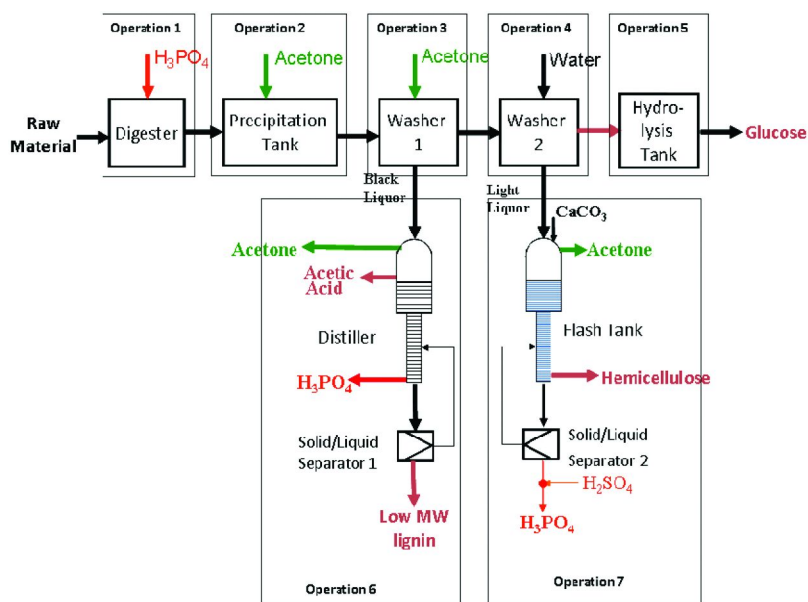 Operation 1
Operation 2
Operation 3
Operation 4
Operation 5
H₃PO₄
Acetone
Acetone
Water
Raw
Material
Digester
Precipitation
Tank
Washer
1
Washer
2
Hydro-
lysis
Tank
Glucose
Black
Liquor
Light
Liquor
CaCO₃
Acetone
Acetic
Acid
Acetone
Distiller
Flash Tank
H₃PO₄
Hemicellulose
Solid/Liquid
Separator 1
Solid/Liquid
Separator 2
H₂SO₄
Low MW
lignin
H₃PO₄
Operation 6
Operation 7